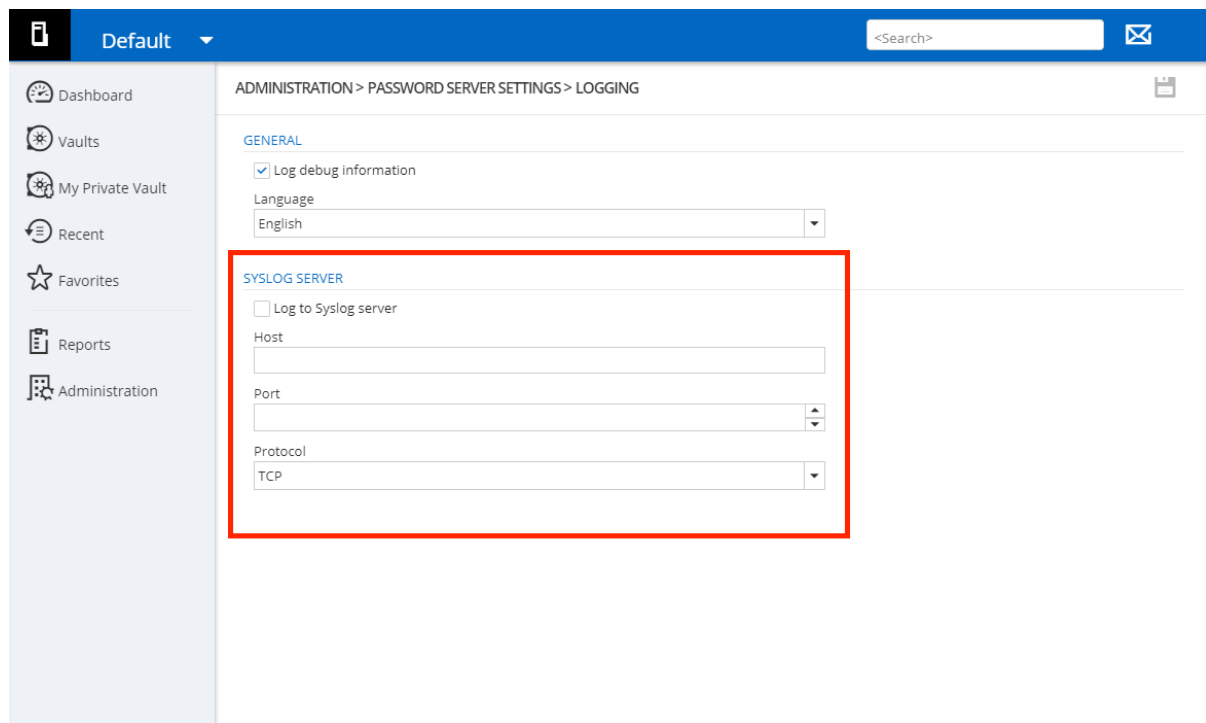 Default
<Search>
Dashboard
Vaults
My Private Vault
Recent
Favorites
Reports
Administration
ADMINISTRATION > PASSWORD SERVER SETTINGS > LOGGING
GENERAL
Log debug information
Language
English
SYSLOG SERVER
Log to Syslog server
Host
Port
Protocol
TCP